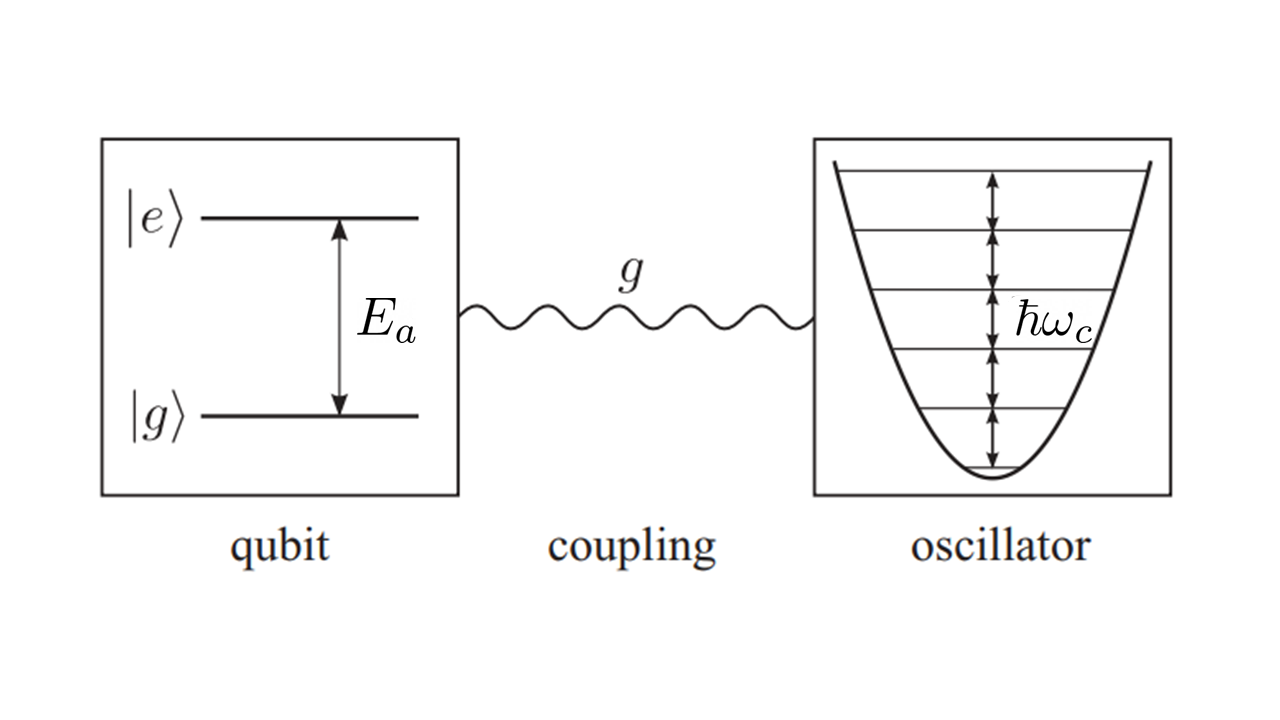 |e⟩
E_a
|g⟩
g
ħω_c
qubit
coupling
oscillator